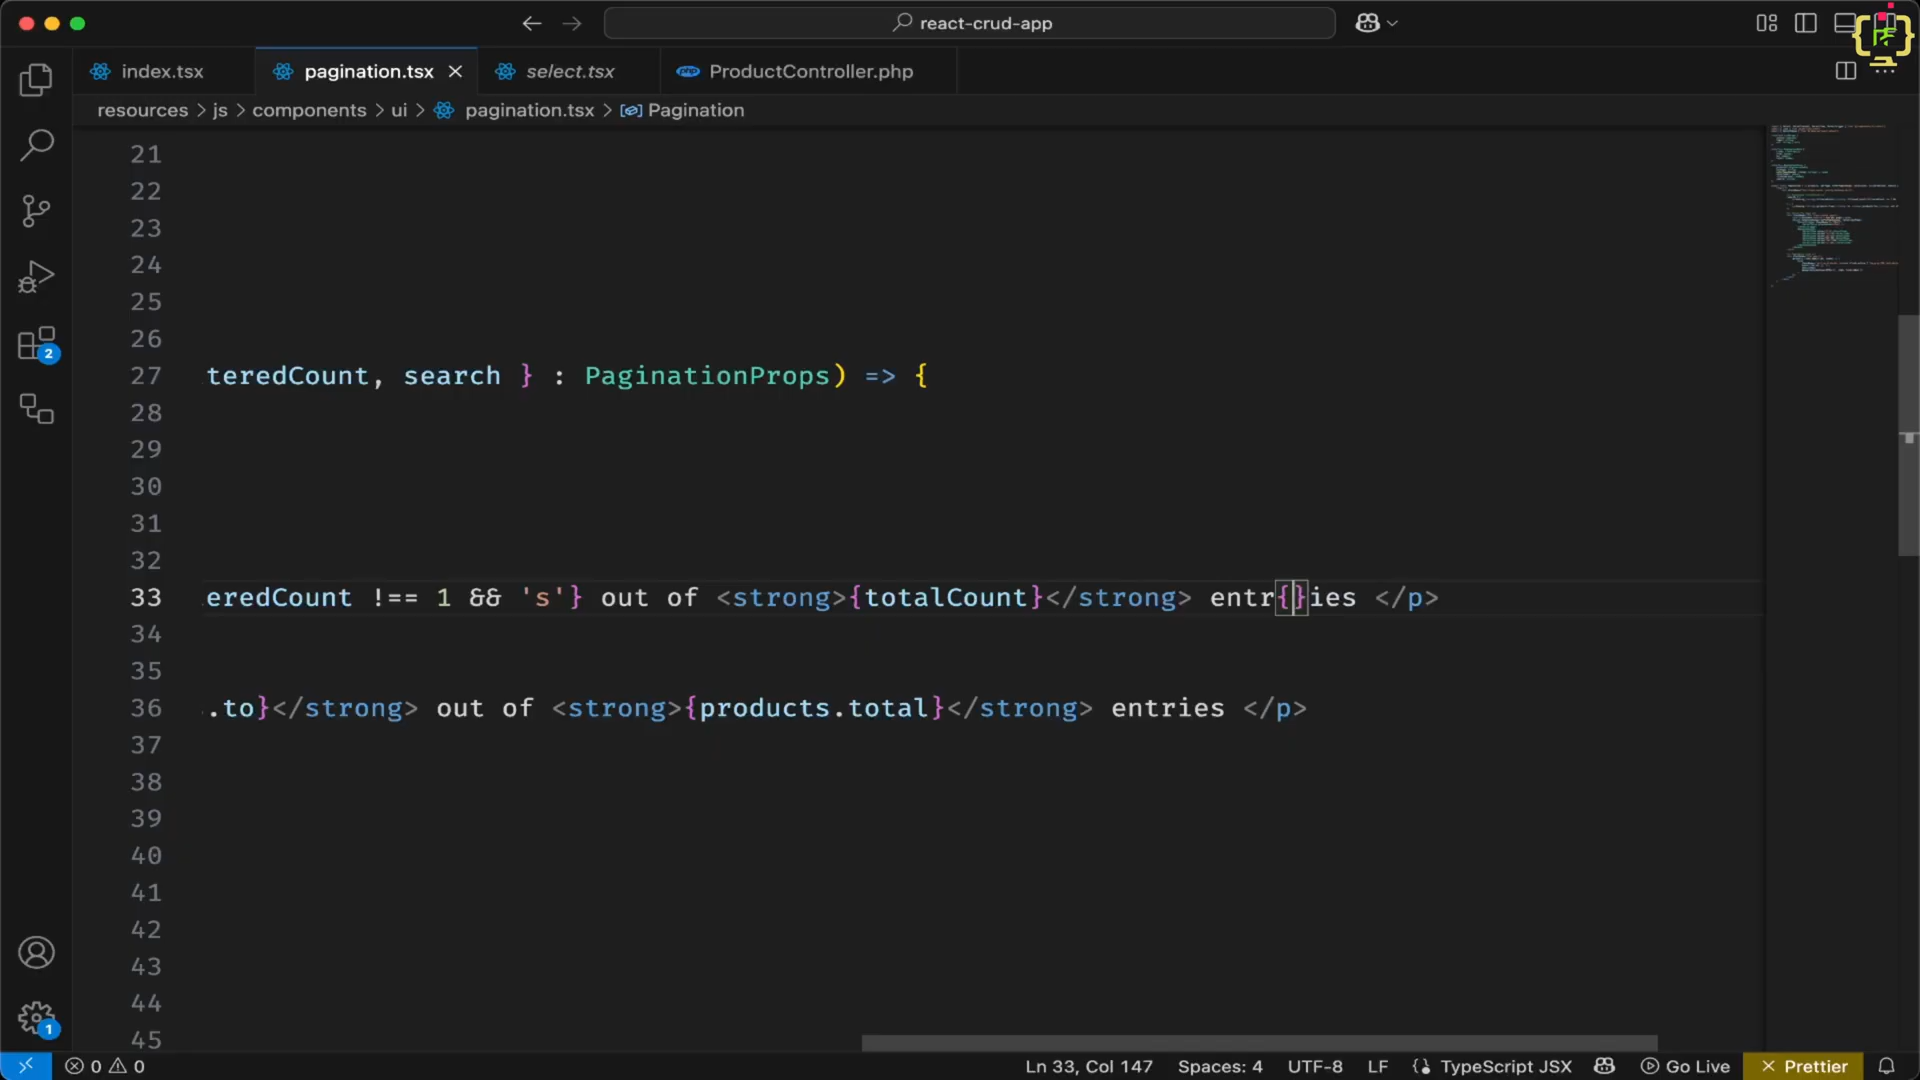 react-crud-app
index.tsx
pagination.tsx
select.tsx
php ProductController.php
resources > js > components > ui > pagination.tsx > Pagination
21
22
23
24
25
26
27 teredCount, search } : PaginationProps) => {
28
29
30
31
32
33 eredCount !== 1 && 's'} out of <strong>{totalCount}</strong> entr{}ies </p>
34
35
36 .to}</strong> out of <strong>{products.total}</strong> entries </p>
37
38
39
40
41
42
43
44
45
2
1
0 0
Ln 33, Col 147
Spaces: 4
UTF-8
LF
TypeScript JSX
Go Live
Prettier